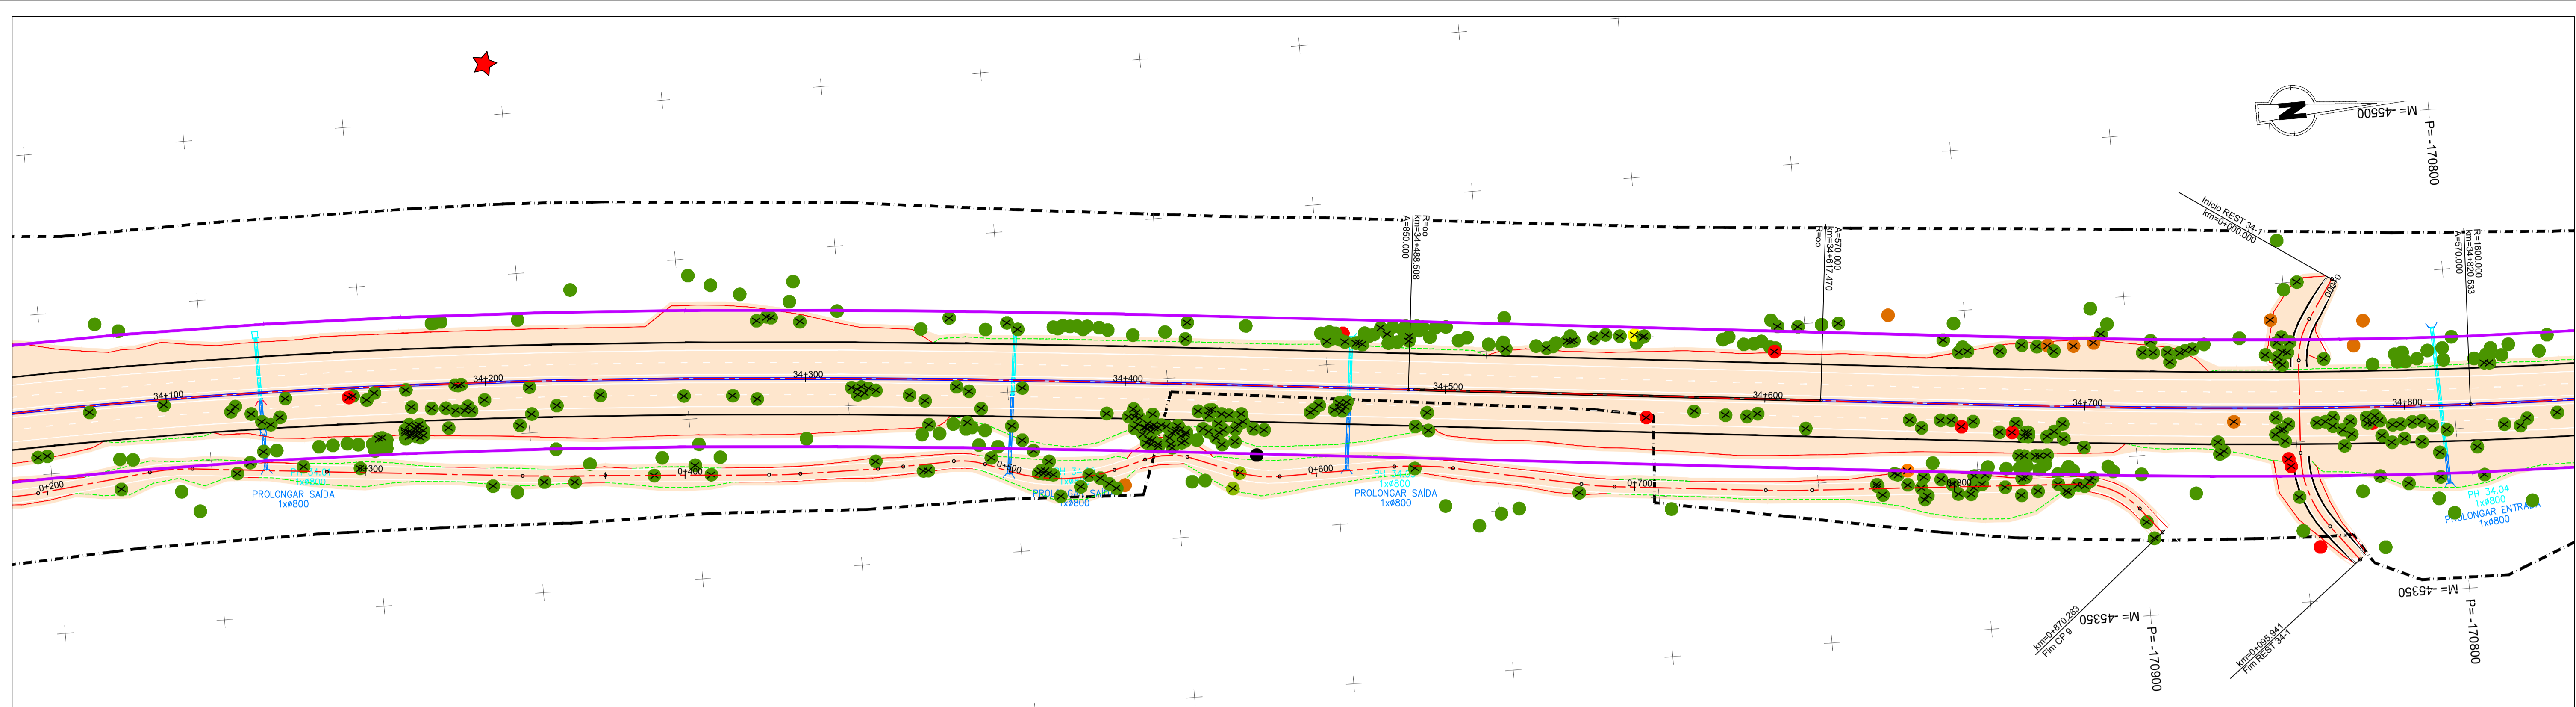 N
M= -45500
P= -170800
Início REST 34-1
km=0+000.000
0+000
R=oo
km=34+488.508
A=850.000
A=570.000
km=34+617.470
R=oo
R=1600.000
km=34+820.533
A=570.000
34+100
34+200
34+300
34+400
34+500
34+600
34+700
34+800
0+200
0+300
0+400
0+500
0+600
0+700
0+800
1xø800
PROLONGAR SAÍDA
1xø800
PROLONGAR SAÍDA
1xø800
1xø800
PROLONGAR SAÍDA
1xø800
PH 34.04
1xø800
PROLONGAR ENTRADA
1xø800
km=0+870.283
Fim CP 9
M= -45350
P= -170900
km=0+095.941
Fim REST 34-1
M= -45350
P= -170800